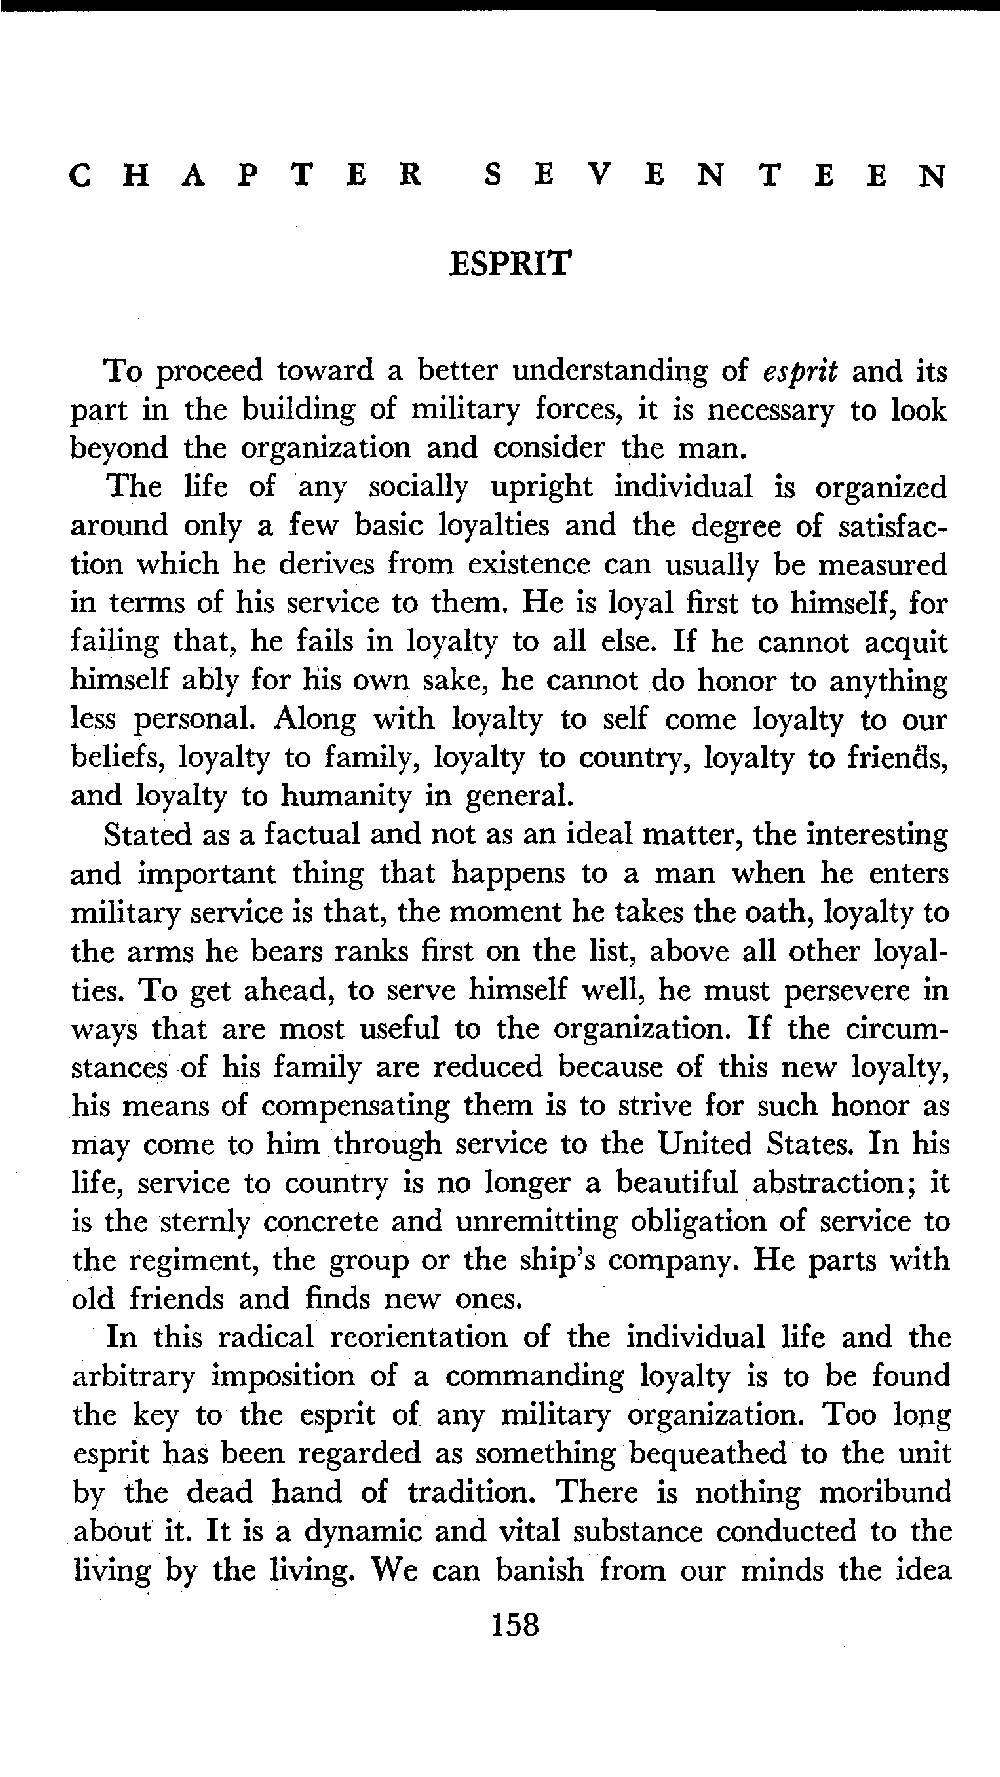 CHAPTER SEVENTEEN
ESPRIT
To proceed toward a better understanding of esprit and its
part in the building of military forces, it is necessary to look
beyond the organization and consider the man.
The life of any socially upright individual is organized
around only a few basic loyalties and the degree of satisfac-
tion which he derives from existence can usually be measured
in terms of his service to them. He is loyal first to himself, for
failing that, he fails in loyalty to all else. If he cannot acquit
himself ably for his own sake, he cannot do honor to anything
less personal. Along with loyalty to self come loyalty to our
beliefs, loyalty to family, loyalty to country, loyalty to friends,
and loyalty to humanity in general.
Stated as a factual and not as an ideal matter, the interesting
and important thing that happens to a man when he enters
military service is that, the moment he takes the oath, loyalty to
the arms he bears ranks first on the list, above all other loyal-
ties. To get ahead, to serve himself well, he must persevere in
ways that are most useful to the organization. If the circum-
stances of his family are reduced because of this new loyalty,
his means of compensating them is to strive for such honor as
may come to him through service to the United States. In his
life, service to country is no longer a beautiful abstraction; it
is the sternly concrete and unremitting obligation of service to
the regiment, the group or the ship's company. He parts with
old friends and finds new ones.
In this radical reorientation of the individual life and the
arbitrary imposition of a commanding loyalty is to be found
the key to the esprit of any military organization. Too long
esprit has been regarded as something bequeathed to the unit
by the dead hand of tradition. There is nothing moribund
about it. It is a dynamic and vital substance conducted to the
living by the living. We can banish from our minds the idea
158